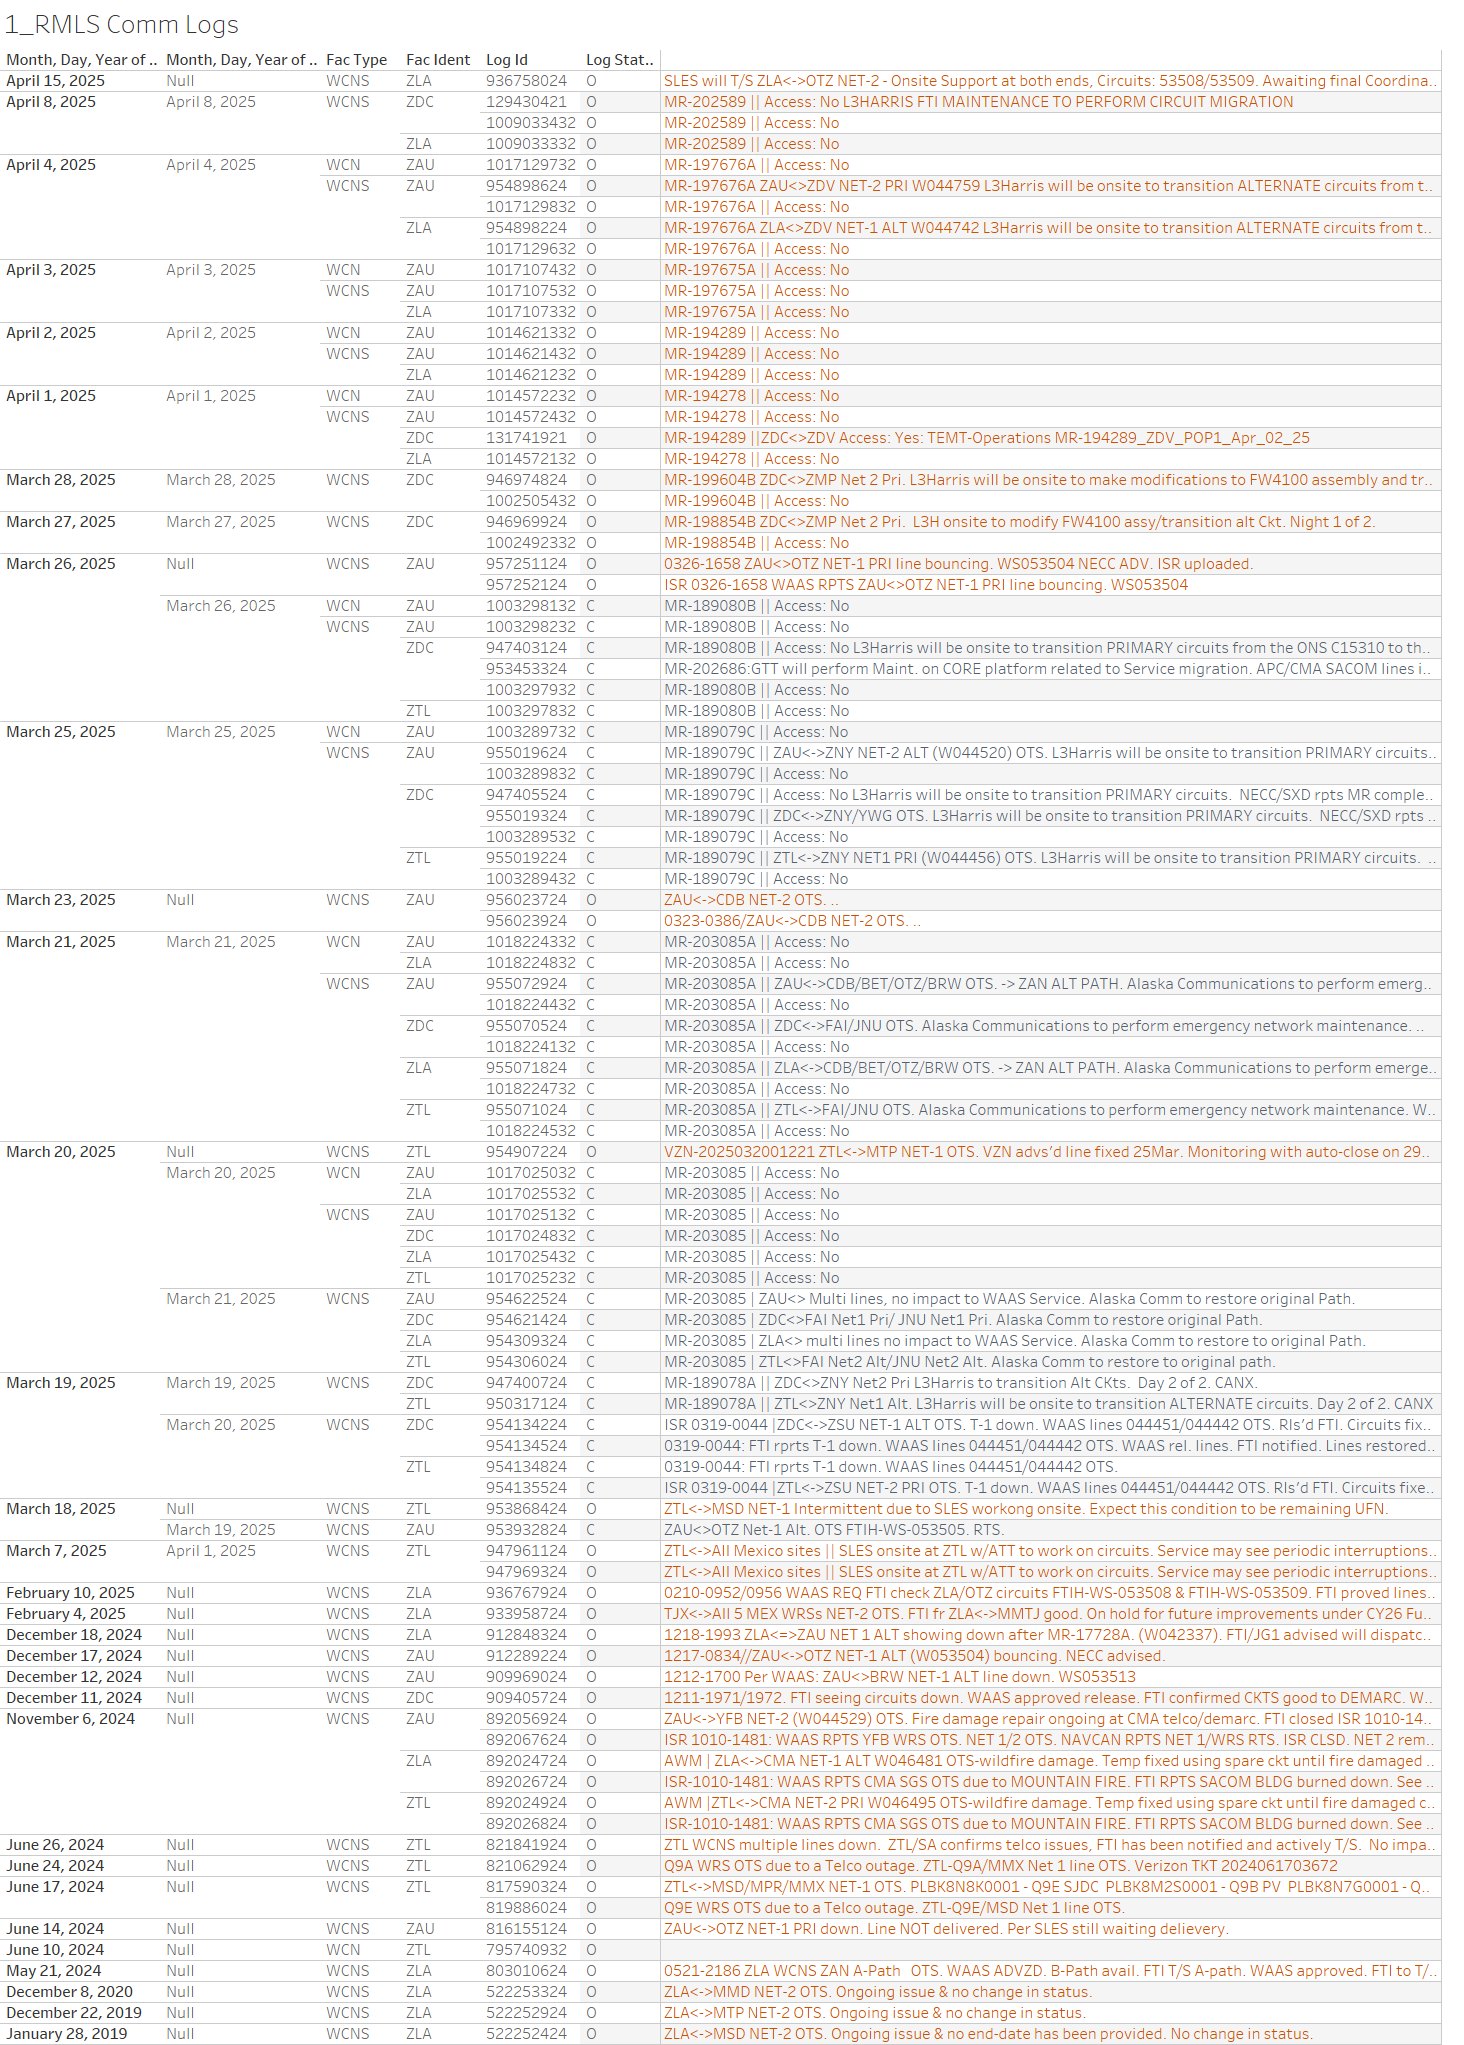 1_RMLS Comm Logs
Month, Day, Year of .. Month, Day, Year of .. Fac Type Fac Ident Log Id Log Stat..
April 15, 2025 Null WCNS ZLA 936758024 O SLES will T/S ZLA<->OTZ NET-2 - Onsite Support at both ends, Circuits: 53508/53509. Awaiting final Coordina..
April 8, 2025 April 8, 2025 WCNS ZDC 129430421 O MR-202589 || Access: No L3HARRIS FTI MAINTENANCE TO PERFORM CIRCUIT MIGRATION
1009033432 O MR-202589 || Access: No
ZLA 1009033332 O MR-202589 || Access: No
April 4, 2025 April 4, 2025 WCN ZAU 1017129732 O MR-197676A || Access: No
WCNS ZAU 954898624 O MR-197676A ZAU<>ZDV NET-2 PRI W044759 L3Harris will be onsite to transition ALTERNATE circuits from t..
1017129832 O MR-197676A || Access: No
ZLA 954898224 O MR-197676A ZLA<>ZDV NET-1 ALT W044742 L3Harris will be onsite to transition ALTERNATE circuits from t..
1017129632 O MR-197676A || Access: No
April 3, 2025 April 3, 2025 WCN ZAU 1017107432 O MR-197675A || Access: No
WCNS ZAU 1017107532 O MR-197675A || Access: No
ZLA 1017107332 O MR-197675A || Access: No
April 2, 2025 April 2, 2025 WCN ZAU 1014621332 O MR-194289 || Access: No
WCNS ZAU 1014621432 O MR-194289 || Access: No
ZLA 1014621232 O MR-194289 || Access: No
April 1, 2025 April 1, 2025 WCN ZAU 1014572232 O MR-194278 || Access: No
WCNS ZAU 1014572432 O MR-194278 || Access: No
ZDC 131741921 O MR-194289 ||ZDC<>ZDV Access: Yes: TEMT-Operations MR-194289_ZDV_POP1_Apr_02_25
ZLA 1014572132 O MR-194278 || Access: No
March 28, 2025 March 28, 2025 WCNS ZDC 946974824 O MR-199604B ZDC<>ZMP Net 2 Pri. L3Harris will be onsite to make modifications to FW4100 assembly and tr..
1002505432 O MR-199604B || Access: No
March 27, 2025 March 27, 2025 WCNS ZDC 946969924 O MR-198854B ZDC<>ZMP Net 2 Pri. L3H onsite to modify FW4100 assy/transition alt Ckt. Night 1 of 2.
1002492332 O MR-198854B || Access: No
March 26, 2025 Null WCNS ZAU 957251124 O 0326-1658 ZAU<>OTZ NET-1 PRI line bouncing. WS053504 NECC ADV. ISR uploaded.
957252124 O ISR 0326-1658 WAAS RPTS ZAU<>OTZ NET-1 PRI line bouncing. WS053504
March 26, 2025 WCN ZAU 1003298132 C MR-189080B || Access: No
WCNS ZAU 1003298232 C MR-189080B || Access: No
ZDC 947403124 C MR-189080B || Access: No L3Harris will be onsite to transition PRIMARY circuits from the ONS C15310 to th..
953453324 C MR-202686:GTT will perform Maint. on CORE platform related to Service migration. APC/CMA SACOM lines i..
1003297932 C MR-189080B || Access: No
ZTL 1003297832 C MR-189080B || Access: No
March 25, 2025 March 25, 2025 WCN ZAU 1003289732 C MR-189079C || Access: No
WCNS ZAU 955019624 C MR-189079C || ZAU<->ZNY NET-2 ALT (W044520) OTS. L3Harris will be onsite to transition PRIMARY circuits..
1003289832 C MR-189079C || Access: No
ZDC 947405524 C MR-189079C || Access: No L3Harris will be onsite to transition PRIMARY circuits. NECC/SXD rpts MR comple..
955019324 C MR-189079C || ZDC<->ZNY/YWG OTS. L3Harris will be onsite to transition PRIMARY circuits. NECC/SXD rpts ..
1003289532 C MR-189079C || Access: No
ZTL 955019224 C MR-189079C || ZTL<->ZNY NET1 PRI (W044456) OTS. L3Harris will be onsite to transition PRIMARY circuits. ..
1003289432 C MR-189079C || Access: No
March 23, 2025 Null WCNS ZAU 956023724 O ZAU<->CDB NET-2 OTS. ..
956023924 O 0323-0386/ZAU<->CDB NET-2 OTS. ..
March 21, 2025 March 21, 2025 WCN ZAU 1018224332 C MR-203085A || Access: No
ZLA 1018224832 C MR-203085A || Access: No
WCNS ZAU 955072924 C MR-203085A || ZAU<->CDB/BET/OTZ/BRW OTS. -> ZAN ALT PATH. Alaska Communications to perform emerg..
1018224432 C MR-203085A || Access: No
ZDC 955070524 C MR-203085A || ZDC<->FAI/JNU OTS. Alaska Communications to perform emergency network maintenance. ..
1018224132 C MR-203085A || Access: No
ZLA 955071824 C MR-203085A || ZLA<->CDB/BET/OTZ/BRW OTS. -> ZAN ALT PATH. Alaska Communications to perform emerge..
1018224732 C MR-203085A || Access: No
ZTL 955071024 C MR-203085A || ZTL<->FAI/JNU OTS. Alaska Communications to perform emergency network maintenance. W..
1018224532 C MR-203085A || Access: No
March 20, 2025 Null WCNS ZTL 954907224 O VZN-2025032001221 ZTL<->MTP NET-1 OTS. VZN advs'd line fixed 25Mar. Monitoring with auto-close on 29..
March 20, 2025 WCN ZAU 1017025032 C MR-203085 || Access: No
ZLA 1017025532 C MR-203085 || Access: No
WCNS ZAU 1017025132 C MR-203085 || Access: No
ZDC 1017024832 C MR-203085 || Access: No
ZLA 1017025432 C MR-203085 || Access: No
ZTL 1017025232 C MR-203085 || Access: No
March 21, 2025 WCNS ZAU 954622524 C MR-203085 | ZAU<> Multi lines, no impact to WAAS Service. Alaska Comm to restore original Path.
ZDC 954621424 C MR-203085 | ZDC<>FAI Net1 Pri/ JNU Net1 Pri. Alaska Comm to restore original Path.
ZLA 954309324 C MR-203085 | ZLA<> multi lines no impact to WAAS Service. Alaska Comm to restore to original Path.
ZTL 954306024 C MR-203085 | ZTL<>FAI Net2 Alt/JNU Net2 Alt. Alaska Comm to restore to original path.
March 19, 2025 March 19, 2025 WCNS ZDC 947400724 C MR-189078A || ZDC<>ZNY Net2 Pri L3Harris to transition Alt CKts. Day 2 of 2. CANX.
ZTL 950317124 C MR-189078A || ZTL<>ZNY Net1 Alt. L3Harris will be onsite to transition ALTERNATE circuits. Day 2 of 2. CANX
March 20, 2025 WCNS ZDC 954134224 C ISR 0319-0044 |ZDC<->ZSU NET-1 ALT OTS. T-1 down. WAAS lines 044451/044442 OTS. Rls'd FTI. Circuits fix..
954134524 C 0319-0044: FTI rprts T-1 down. WAAS lines 044451/044442 OTS. WAAS rel. lines. FTI notified. Lines restored..
ZTL 954134824 C 0319-0044: FTI rprts T-1 down. WAAS lines 044451/044442 OTS.
954135524 C ISR 0319-0044 |ZTL<->ZSU NET-2 PRI OTS. T-1 down. WAAS lines 044451/044442 OTS. Rls'd FTI. Circuits fixe..
March 18, 2025 Null WCNS ZTL 953868424 O ZTL<->MSD NET-1 Intermittent due to SLES workong onsite. Expect this condition to be remaining UFN.
March 19, 2025 WCNS ZAU 953932824 C ZAU<>OTZ Net-1 Alt. OTS FTIH-WS-053505. RTS.
March 7, 2025 April 1, 2025 WCNS ZTL 947961124 O ZTL<->All Mexico sites || SLES onsite at ZTL w/ATT to work on circuits. Service may see periodic interruptions..
947969324 O ZTL<->All Mexico sites || SLES onsite at ZTL w/ATT to work on circuits. Service may see periodic interruptions..
February 10, 2025 Null WCNS ZLA 936767924 O 0210-0952/0956 WAAS REQ FTI check ZLA/OTZ circuits FTIH-WS-053508 & FTIH-WS-053509. FTI proved lines..
February 4, 2025 Null WCNS ZLA 933958724 O TJX<->All 5 MEX WRSs NET-2 OTS. FTI fr ZLA<->MMTJ good. On hold for future improvements under CY26 Fu..
December 18, 2024 Null WCNS ZLA 912848324 O 1218-1993 ZLA<=>ZAU NET 1 ALT showing down after MR-17728A. (W042337). FTI/JG1 advised will dispatc..
December 17, 2024 Null WCNS ZAU 912289224 O 1217-0834//ZAU<->OTZ NET-1 ALT (W053504) bouncing. NECC advised.
December 12, 2024 Null WCNS ZAU 909969024 O 1212-1700 Per WAAS: ZAU<>BRW NET-1 ALT line down. WS053513
December 11, 2024 Null WCNS ZDC 909405724 O 1211-1971/1972. FTI seeing circuits down. WAAS approved release. FTI confirmed CKTS good to DEMARC. W..
November 6, 2024 Null WCNS ZAU 892056924 O ZAU<->YFB NET-2 (W044529) OTS. Fire damage repair ongoing at CMA telco/demarc. FTI closed ISR 1010-14..
892067624 O ISR 1010-1481: WAAS RPTS YFB WRS OTS. NET 1/2 OTS. NAVCAN RPTS NET 1/WRS RTS. ISR CLSD. NET 2 rem..
ZLA 892024724 O AWM | ZLA<->CMA NET-1 ALT W046481 OTS-wildfire damage. Temp fixed using spare ckt until fire damaged ..
892026724 O ISR-1010-1481: WAAS RPTS CMA SGS OTS due to MOUNTAIN FIRE. FTI RPTS SACOM BLDG burned down. See ..
ZTL 892024924 O AWM |ZTL<->CMA NET-2 PRI W046495 OTS-wildfire damage. Temp fixed using spare ckt until fire damaged c..
892026824 O ISR-1010-1481: WAAS RPTS CMA SGS OTS due to MOUNTAIN FIRE. FTI RPTS SACOM BLDG burned down. See ..
June 26, 2024 Null WCNS ZTL 821841924 O ZTL WCNS multiple lines down. ZTL/SA confirms telco issues, FTI has been notified and actively T/S. No impa..
June 24, 2024 Null WCNS ZTL 821062924 O Q9A WRS OTS due to a Telco outage. ZTL-Q9A/MMX Net 1 line OTS. Verizon TKT 2024061703672
June 17, 2024 Null WCNS ZTL 817590324 O ZTL<->MSD/MPR/MMX NET-1 OTS. PLBK8N8K0001 - Q9E SJDC PLBK8M2S0001 - Q9B PV PLBK8N7G0001 - Q..
819886024 O Q9E WRS OTS due to a Telco outage. ZTL-Q9E/MSD Net 1 line OTS.
June 14, 2024 Null WCNS ZAU 816155124 O ZAU<->OTZ NET-1 PRI down. Line NOT delivered. Per SLES still waiting delievery.
June 10, 2024 Null WCN ZTL 795740932 O
May 21, 2024 Null WCNS ZLA 803010624 O 0521-2186 ZLA WCNS ZAN A-Path OTS. WAAS ADVZD. B-Path avail. FTI T/S A-path. WAAS approved. FTI to T/..
December 8, 2020 Null WCNS ZLA 522253324 O ZLA<->MMD NET-2 OTS. Ongoing issue & no change in status.
December 22, 2019 Null WCNS ZLA 522252924 O ZLA<->MTP NET-2 OTS. Ongoing issue & no change in status.
January 28, 2019 Null WCNS ZLA 522252424 O ZLA<->MSD NET-2 OTS. Ongoing issue & no end-date has been provided. No change in status.